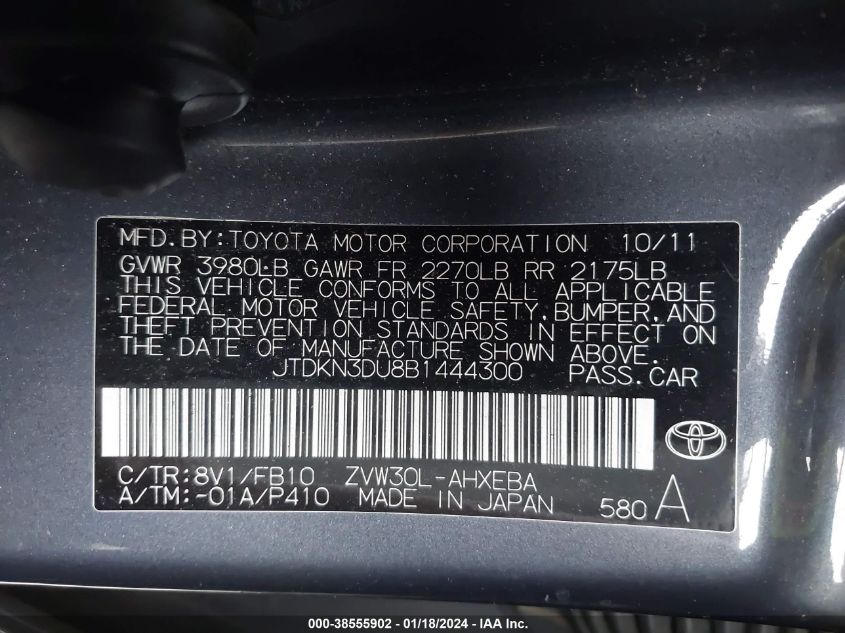 MFD.BY:TOYOTA MOTOR CORPORATION 10/11
GVWR 3980LB GAWR FR 2270LB RR 2175LB
THIS VEHICLE CONFORMS TO ALL APPLICABLE
FEDERAL MOTOR VEHICLE SAFETY,BUMPER,AND
THEFT PREVENTION STANDARDS IN EFFECT ON
THE DATE OF MANUFACTURE SHOWN ABOVE.
JTDKN3DU8B1444300 PASS.CAR
C/TR:8V1/FB10 ZVW30L-AHXEBA
A/TM:-01A/P410 MADE IN JAPAN 580 A
000-38555902 / 01/18/2024 - IAA Inc.